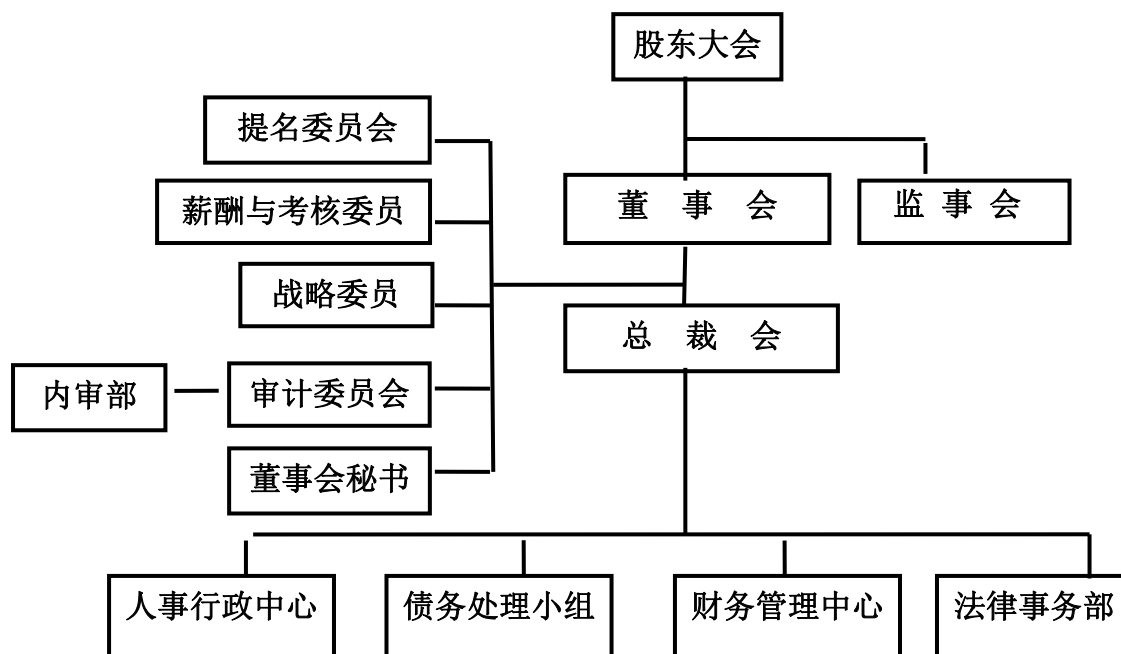 股东大会
提名委员会
薪酬与考核委员
董 事 会
监 事 会
战略委员
总 裁 会
内审部
审计委员会
董事会秘书
人事行政中心
债务处理小组
财务管理中心
法律事务部